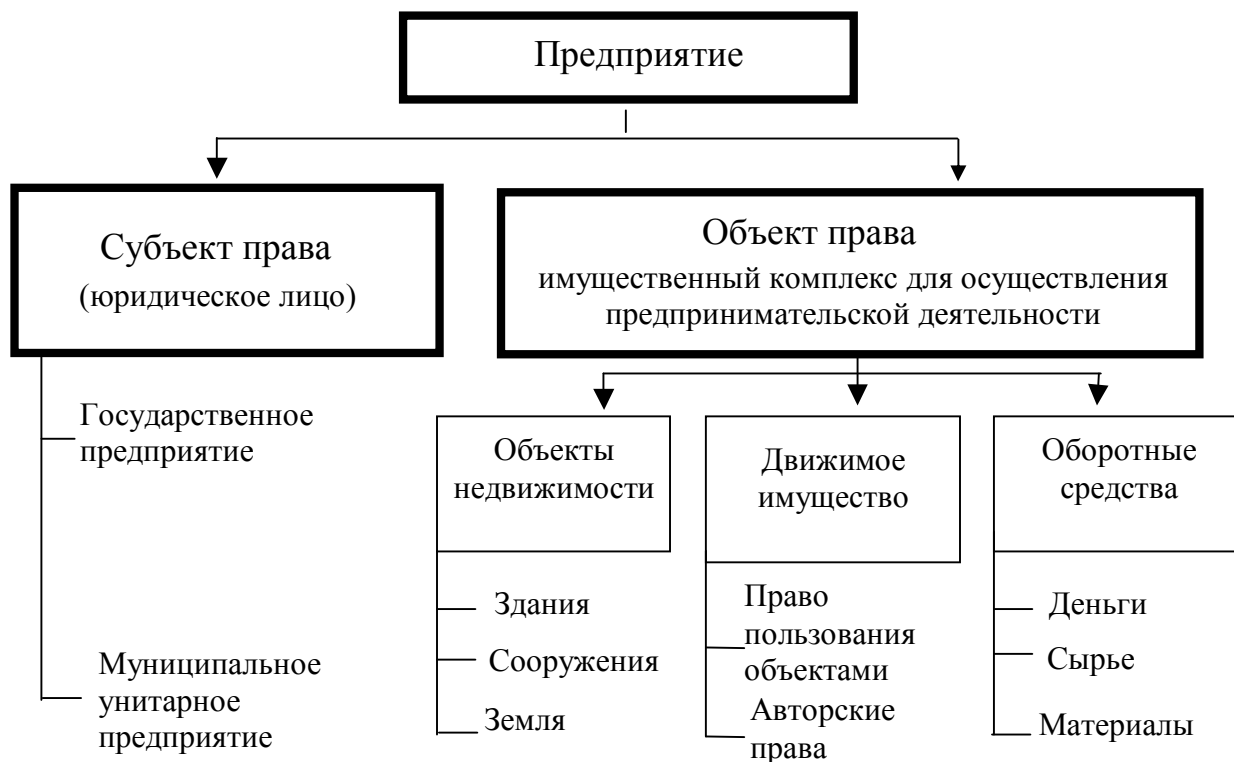 Предприятие
Субъект права
(юридическое лицо)
Объект права
имущественный комплекс для осуществления
предпринимательской деятельности
Государственное
предприятие
Муниципальное
унитарное
предприятие
Объекты
недвижимости
Здания
Сооружения
Земля
Движимое
имущество
Право
пользования
объектами
Авторские
права
Оборотные
средства
Деньги
Сырье
Материалы